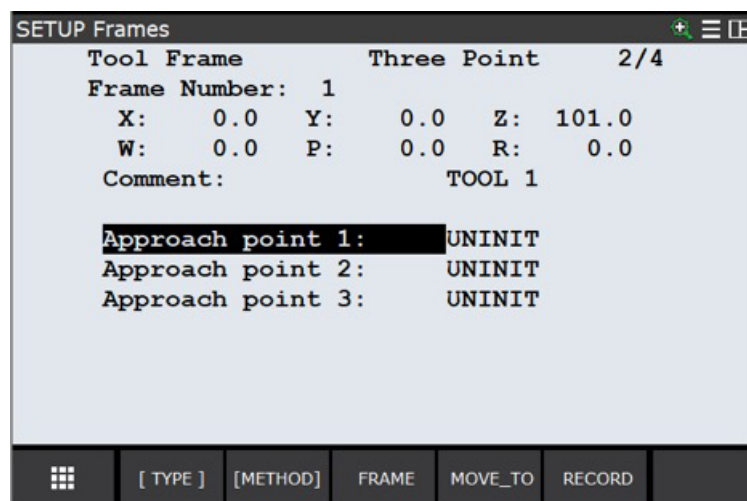 SETUP Frames
Tool Frame Three Point 2/4
Frame Number: 1
X: 0.0 Y: 0.0 Z: 101.0
W: 0.0 P: 0.0 R: 0.0
Comment: TOOL 1
Approach point 1: UNINIT
Approach point 2: UNINIT
Approach point 3: UNINIT
[ TYPE ] [METHOD] FRAME MOVE_TO RECORD